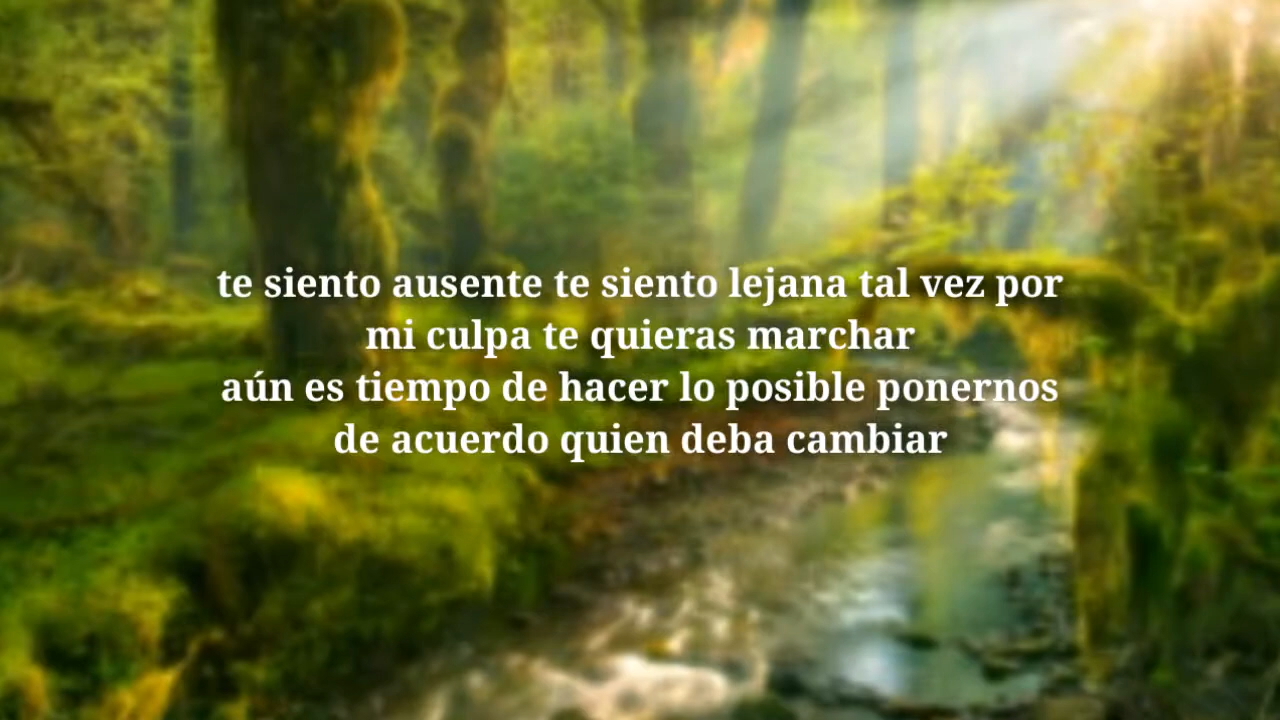 te siento ausente te siento lejana tal vez por
mi culpa te quieras marchar
aún es tiempo de hacer lo posible ponernos
de acuerdo quien deba cambiar